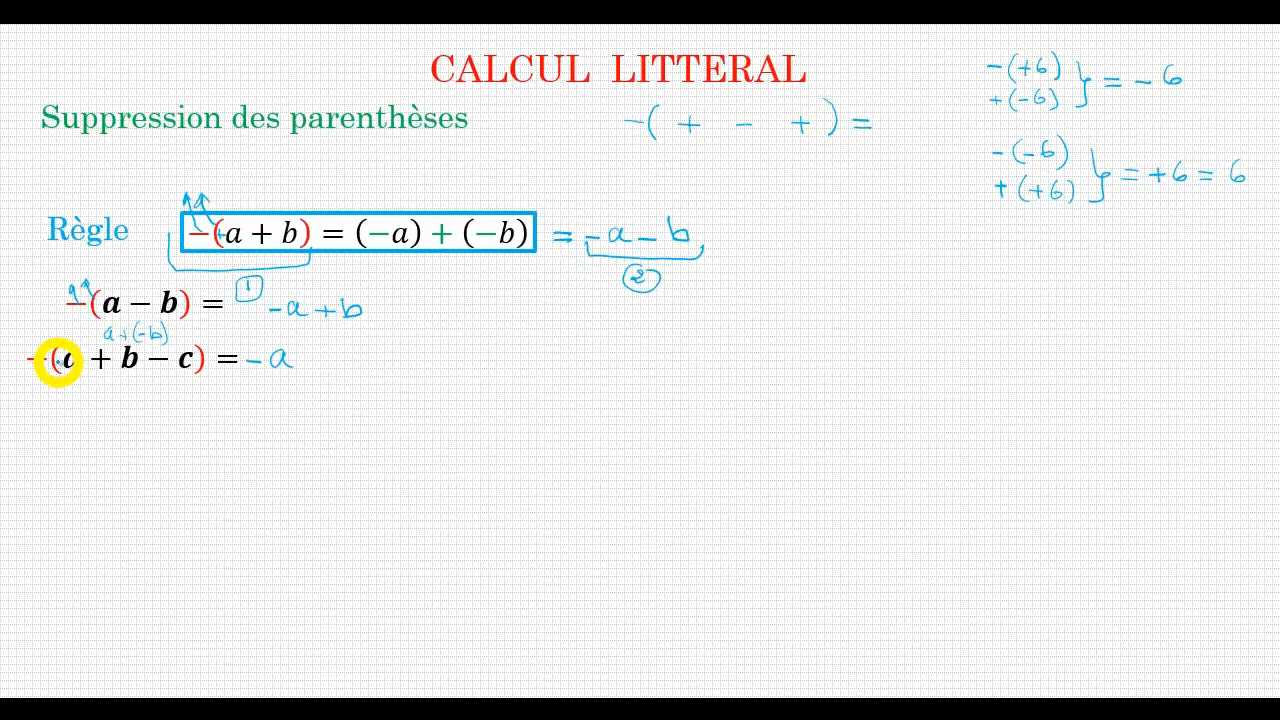 CALCUL LITTERAL
Suppression des parenthèses
-( + - + ) =
-(+6)
+(-6) } = -6
-(-6)
+(+6) } = +6 = 6
Règle
−(a + b) = (−a) + (−b) = -a - b
1
2
−(a − b) = -a + b
a+(-b)
−(a + b − c) = -a